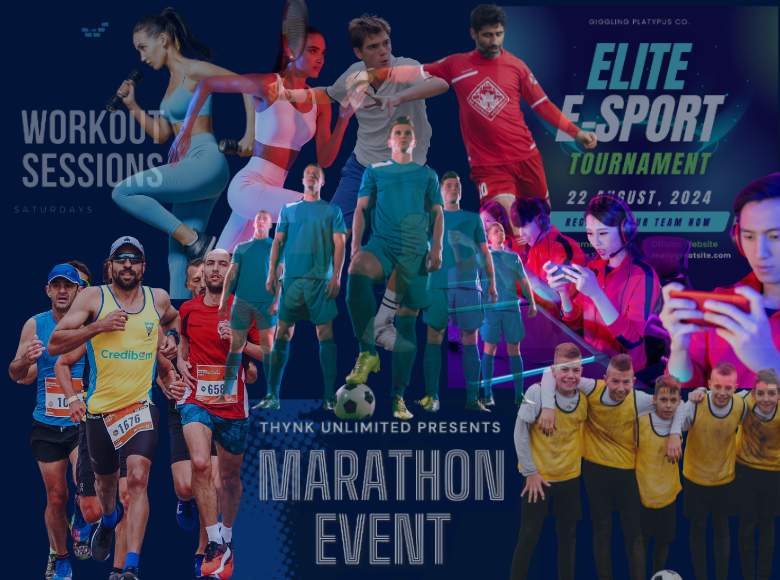 GIGGLING PLATYPUS CO.
ELITE
E-SPORT
TOURNAMENT
22 AUGUST, 2024
WORKOUT
SESSIONS
SATURDAYS
Website
Credibom
1676
658
THYNK UNLIMITED PRESENTS
MARATHON
EVENT